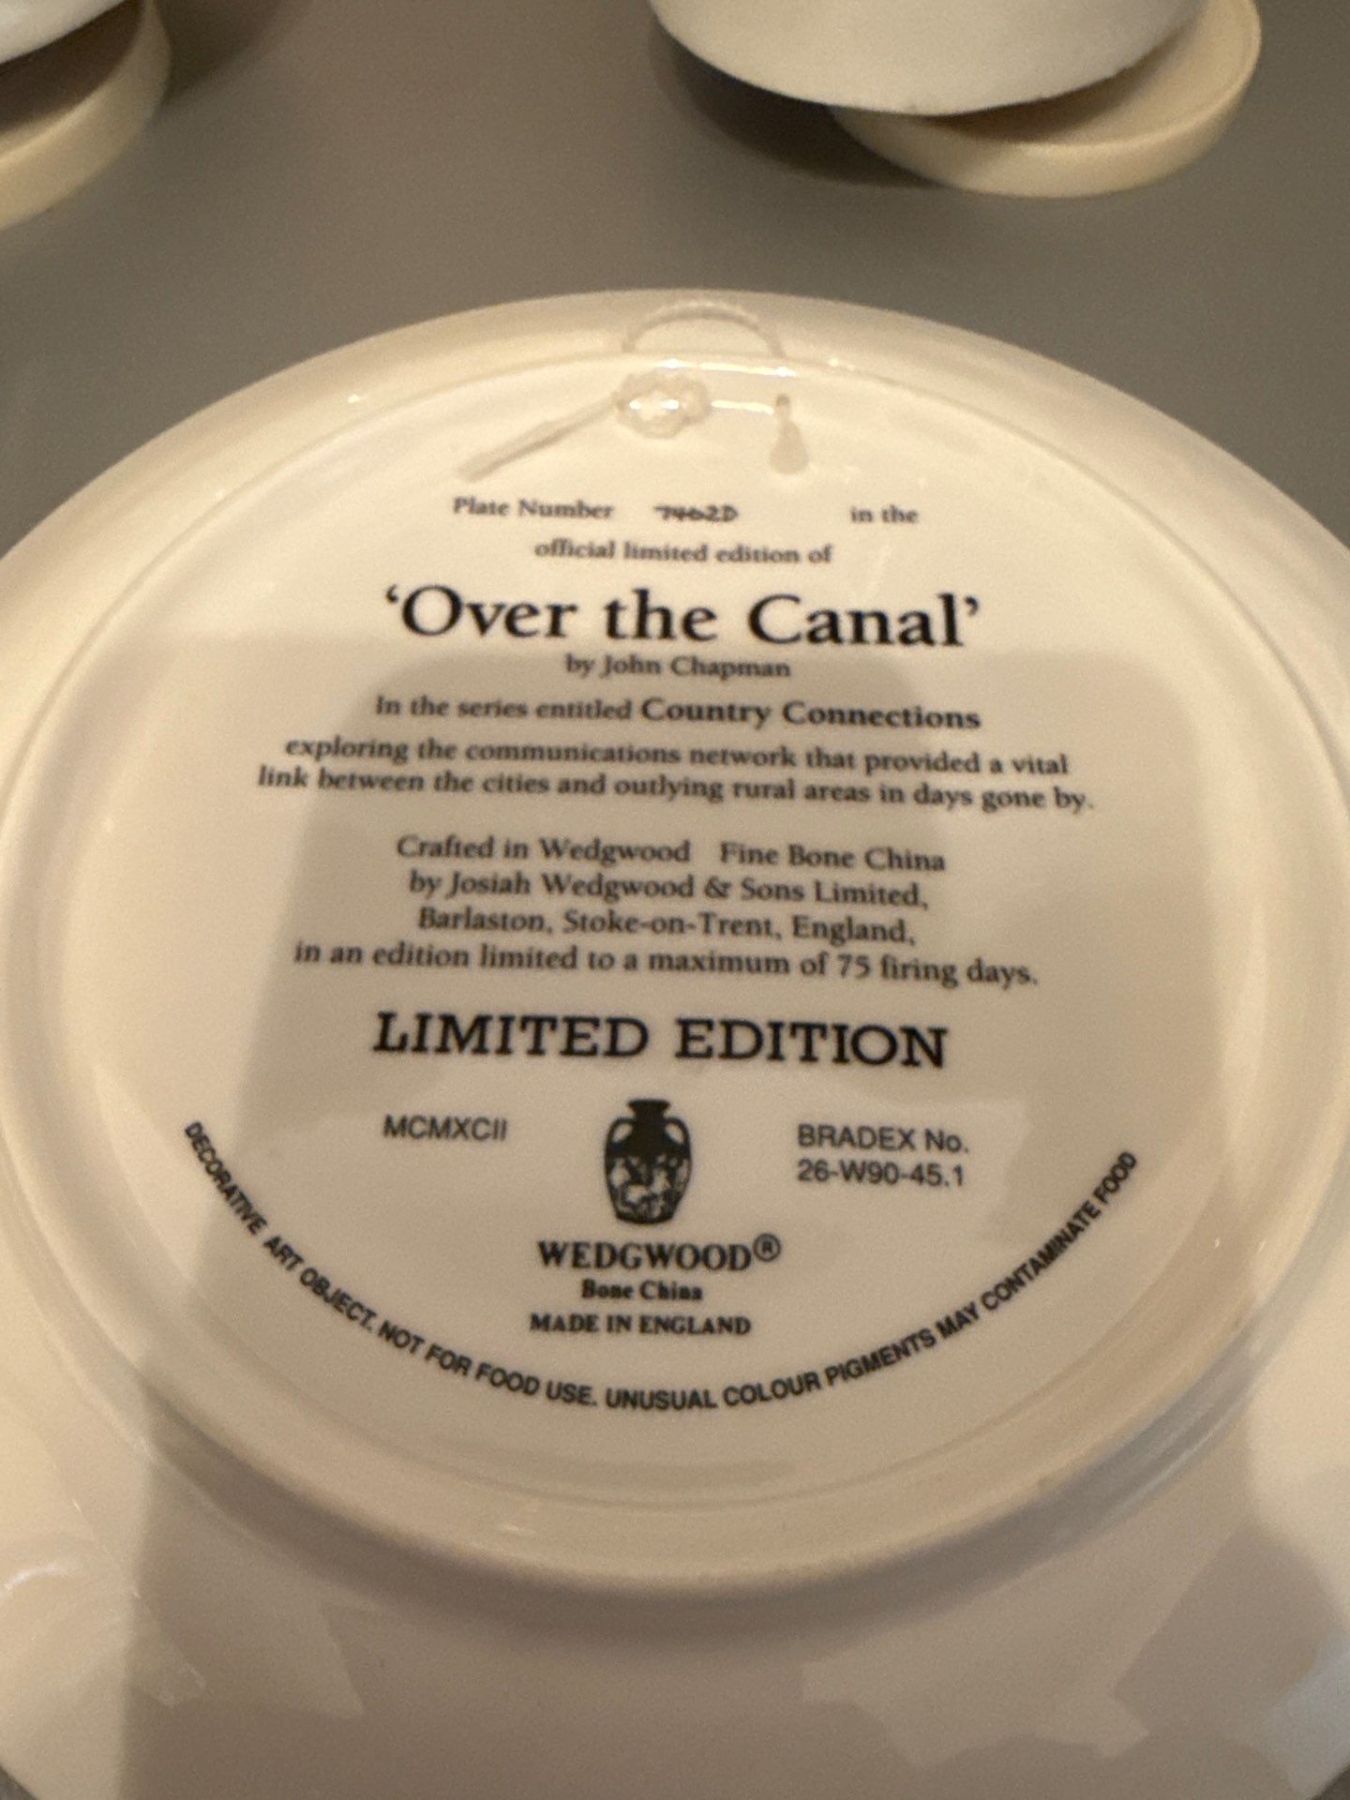 Plate Number 7462D in the
official limited edition of
‘Over the Canal’
by John Chapman
In the series entitled Country Connections
exploring the communications network that provided a vital
link between the cities and outlying rural areas in days gone by.
Crafted in Wedgwood Fine Bone China
by Josiah Wedgwood & Sons Limited,
Barlaston, Stoke-on-Trent, England,
in an edition limited to a maximum of 75 firing days.
LIMITED EDITION
MCMXCII
BRADEX No.
26-W90-45.1
WEDGWOOD®
Bone China
MADE IN ENGLAND
DECORATIVE ART OBJECT. NOT FOR FOOD USE. UNUSUAL COLOUR PIGMENTS MAY CONTAMINATE FOOD